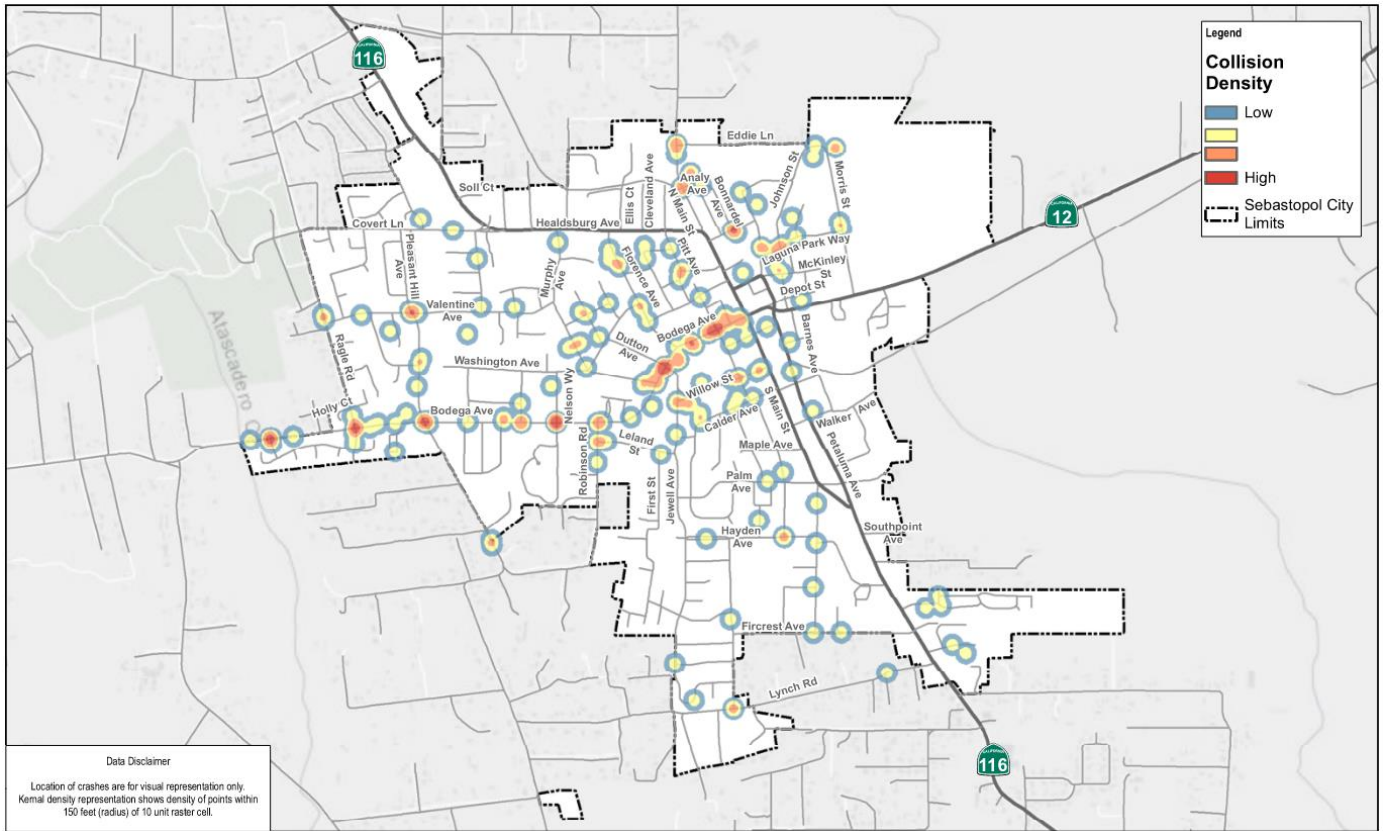 CALIFORNIA
116
Legend
Collision
Density
Low
High
Sebastopol City
Limits
Eddie Ln
Soll Ct
Ellis Ct
Cleveland Ave
Analy
Ave
Bonnardel
Ave
Johnson St
Morris St
N Main St
CALIFORNIA
12
Covert Ln
Healdsburg Ave
Pleasant Hill
Ave
Murphy
Ave
Florence Ave
Pitt Ave
Laguna Park Way
McKinley
St
Depot St
Valentine
Ave
Bodega Ave
Barnes Ave
Ragle Rd
Dutton
Ave
Washington Ave
Atascadero C
Willow St
Holly Ct
Bodega Ave
Nelson Wy
Calder Ave
S Main St
Walker Ave
Robinson Rd
Leland
St
Maple Ave
Petaluma Ave
First St
Jewell Ave
Palm
Ave
Hayden
Ave
Southpoint
Ave
Fircrest Ave
Lynch Rd
CALIFORNIA
116
Data Disclaimer
Location of crashes are for visual representation only.
Kernal density representation shows density of points within
150 feet (radius) of 10 unit raster cell.